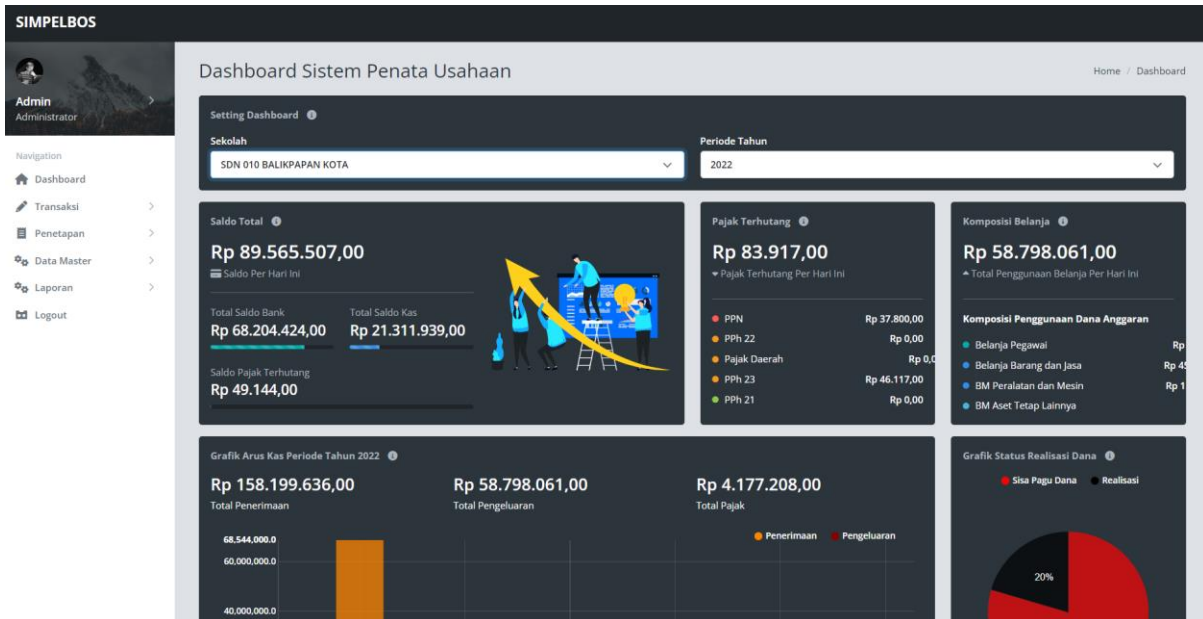 SIMPELBOS
Admin
Administrator
Navigation
Dashboard
Transaksi
Penetapan
Data Master
Laporan
Logout
Dashboard Sistem Penata Usahaan
Home / Dashboard
Setting Dashboard
Sekolah
SDN 010 BALIKPAPAN KOTA
Periode Tahun
2022
Saldo Total
Rp 89.565.507,00
Saldo Per Hari Ini
Total Saldo Bank
Rp 68.204.424,00
Total Saldo Kas
Rp 21.311.939,00
Saldo Pajak Terhutang
Rp 49.144,00
Pajak Terhutang
Rp 83.917,00
Pajak Terhutang Per Hari Ini
PPN Rp 37.800,00
PPh 22 Rp 0,00
Pajak Daerah Rp 0,0
PPh 23 Rp 46.117,00
PPh 21 Rp 0,00
Komposisi Belanja
Rp 58.798.061,00
Total Penggunaan Belanja Per Hari Ini
Komposisi Penggunaan Dana Anggaran
Belanja Pegawai Rp
Belanja Barang dan Jasa Rp 45
BM Peralatan dan Mesin Rp 1
BM Aset Tetap Lainnya
Grafik Arus Kas Periode Tahun 2022
Rp 158.199.636,00
Total Penerimaan
Rp 58.798.061,00
Total Pengeluaran
Rp 4.177.208,00
Total Pajak
Penerimaan Pengeluaran
68,544,000.0
60,000,000.0
40,000,000.0
Grafik Status Realisasi Dana
Sisa Pagu Dana Realisasi
20%